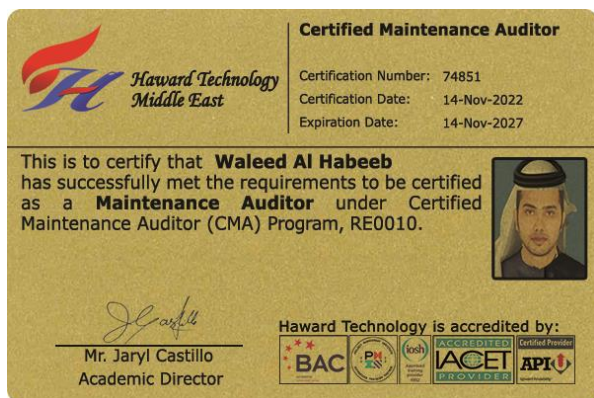 Haward Technology
Middle East
Certified Maintenance Auditor
Certification Number: 74851
Certification Date: 14-Nov-2022
Expiration Date: 14-Nov-2027
This is to certify that Waleed Al Habeeb
has successfully met the requirements to be certified
as a Maintenance Auditor under Certified
Maintenance Auditor (CMA) Program, RE0010.
Mr. Jaryl Castillo
Academic Director
Haward Technology is accredited by:
BAC
iosh
ACCREDITED
IACET
PROVIDER
Certified Provider
API